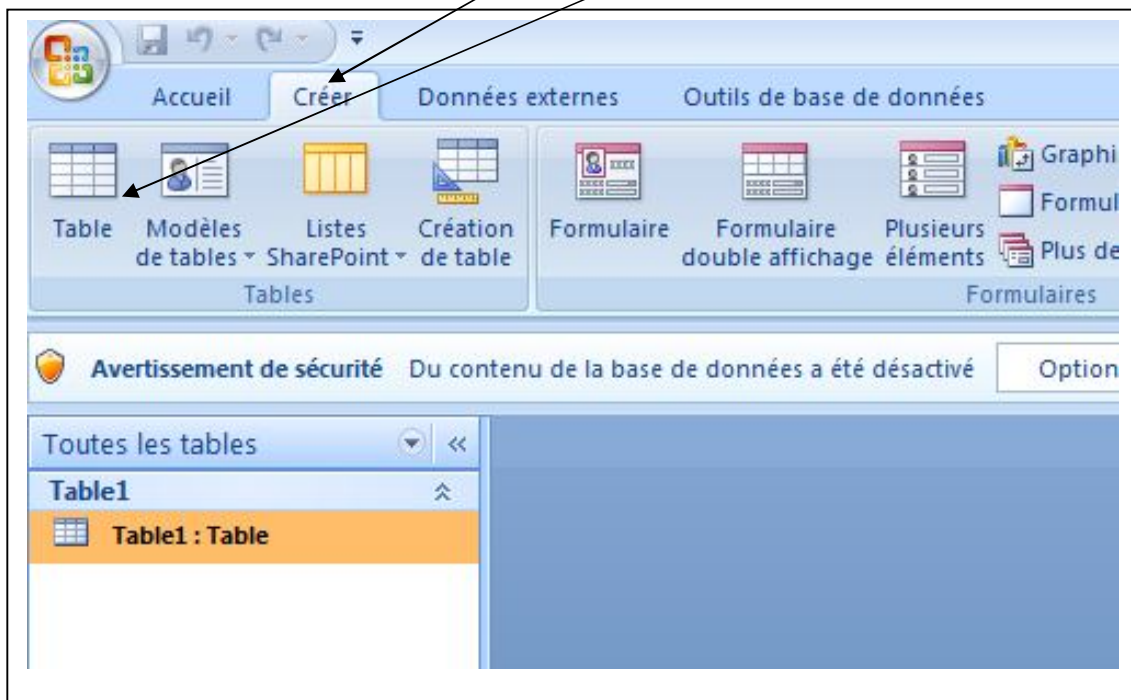 Accueil Créer Données externes Outils de base de données
Table Modèles de tables Listes SharePoint Création de table
Formulaire Formulaire double affichage Plusieurs éléments
Graphi
Formul
Plus de
Tables Formulaires
Avertissement de sécurité Du contenu de la base de données a été désactivé Option
Toutes les tables
Table1
Table1 : Table